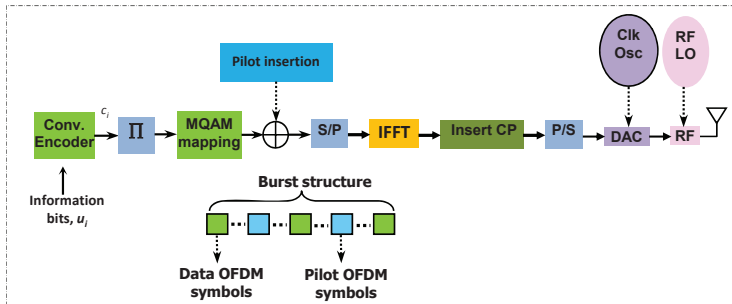 Clk
Osc
RF
LO
Pilot insertion
Conv.
Encoder
c_i
Π
MQAM
mapping
S/P
IFFT
Insert CP
P/S
DAC
RF
Information
bits, u_i
Burst structure
Data OFDM
symbols
Pilot OFDM
symbols